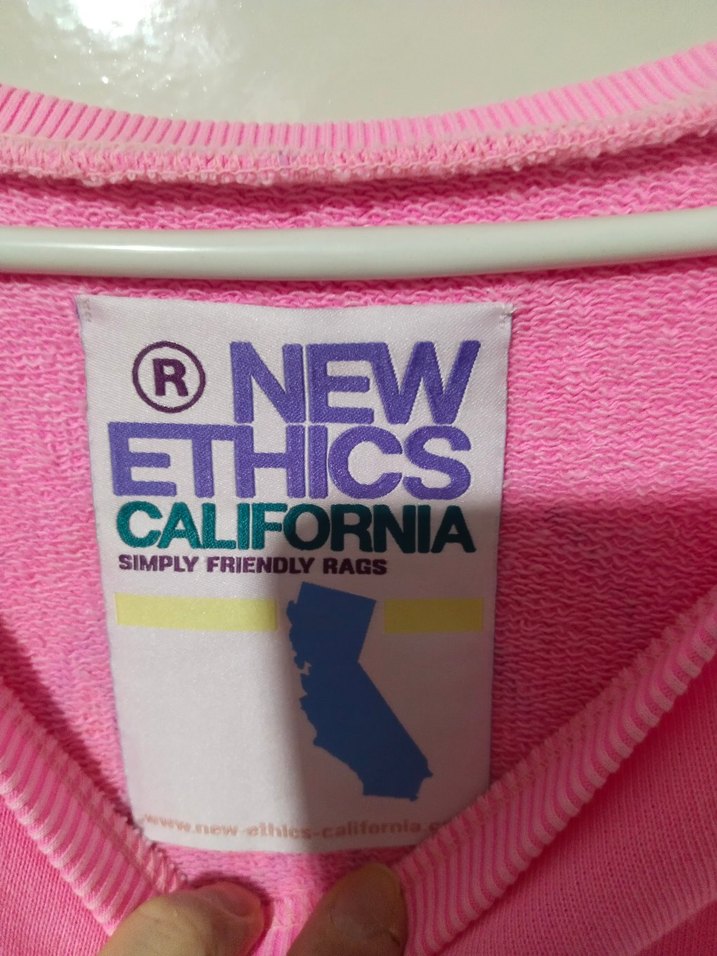 ® NEW
ETHICS
CALIFORNIA
SIMPLY FRIENDLY RAGS
www.new-ethics-california.c